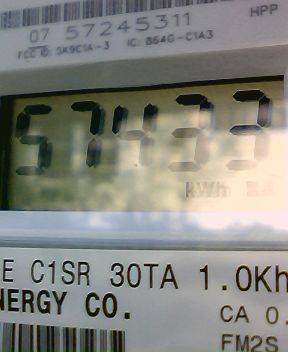 HPP
07 57245311
FCC ID: SK9C1A-3 IC: 864G-C1A3
57433
kWh
E C1SR 30TA 1.0Kh
NERGY CO.
CA 0.
FM2S